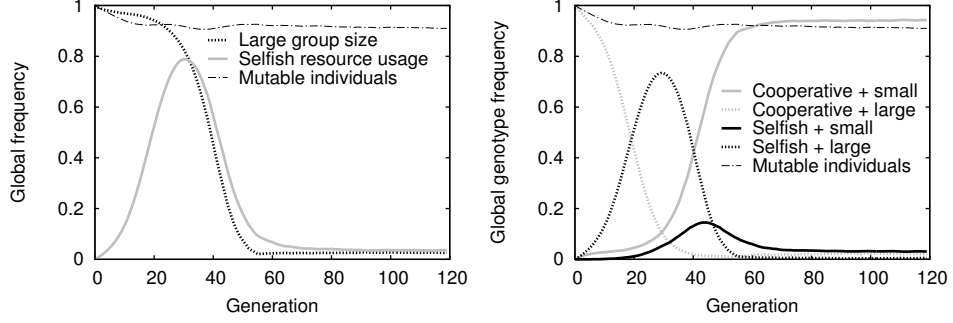 1
0.8
0.6
0.4
0.2
0
0 20 40 60 80 100 120
Global frequency
Generation
Large group size
Selfish resource usage
Mutable individuals
1
0.8
0.6
0.4
0.2
0
0 20 40 60 80 100 120
Global genotype frequency
Generation
Cooperative + small
Cooperative + large
Selfish + small
Selfish + large
Mutable individuals